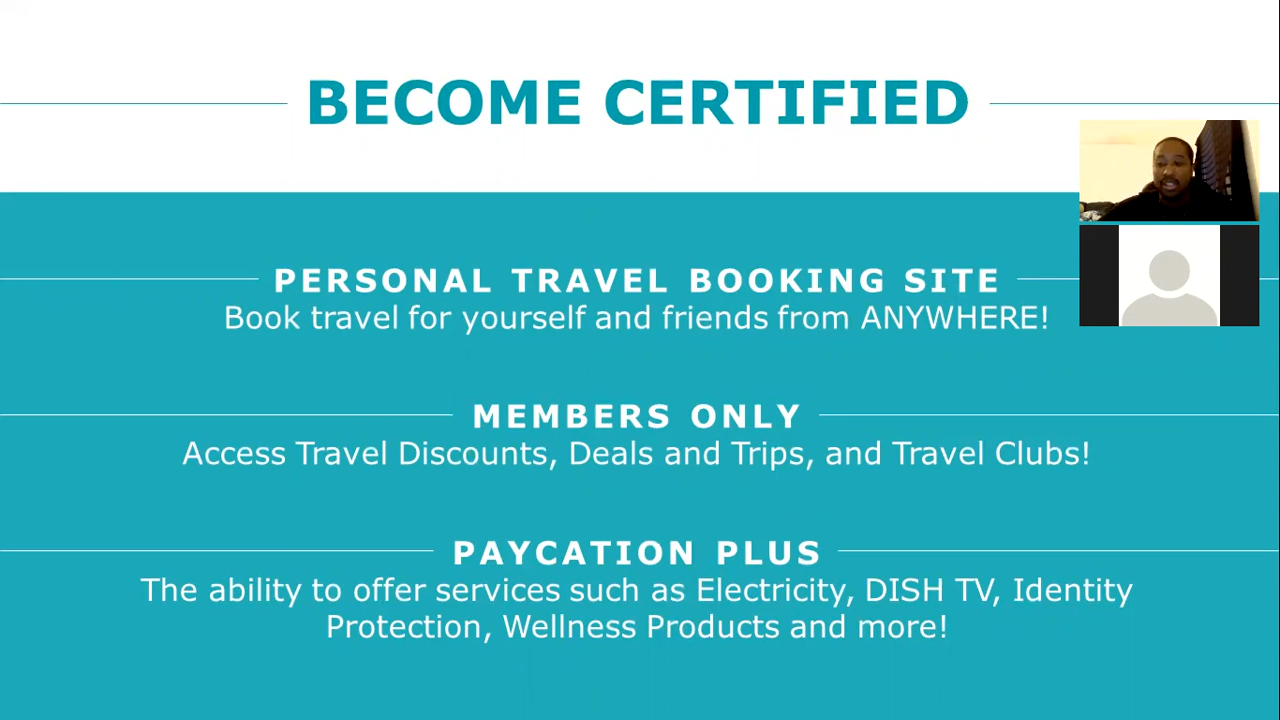 BECOME CERTIFIED
PERSONAL TRAVEL BOOKING SITE
Book travel for yourself and friends from ANYWHERE!
MEMBERS ONLY
Access Travel Discounts, Deals and Trips, and Travel Clubs!
PAYCATION PLUS
The ability to offer services such as Electricity, DISH TV, Identity
Protection, Wellness Products and more!